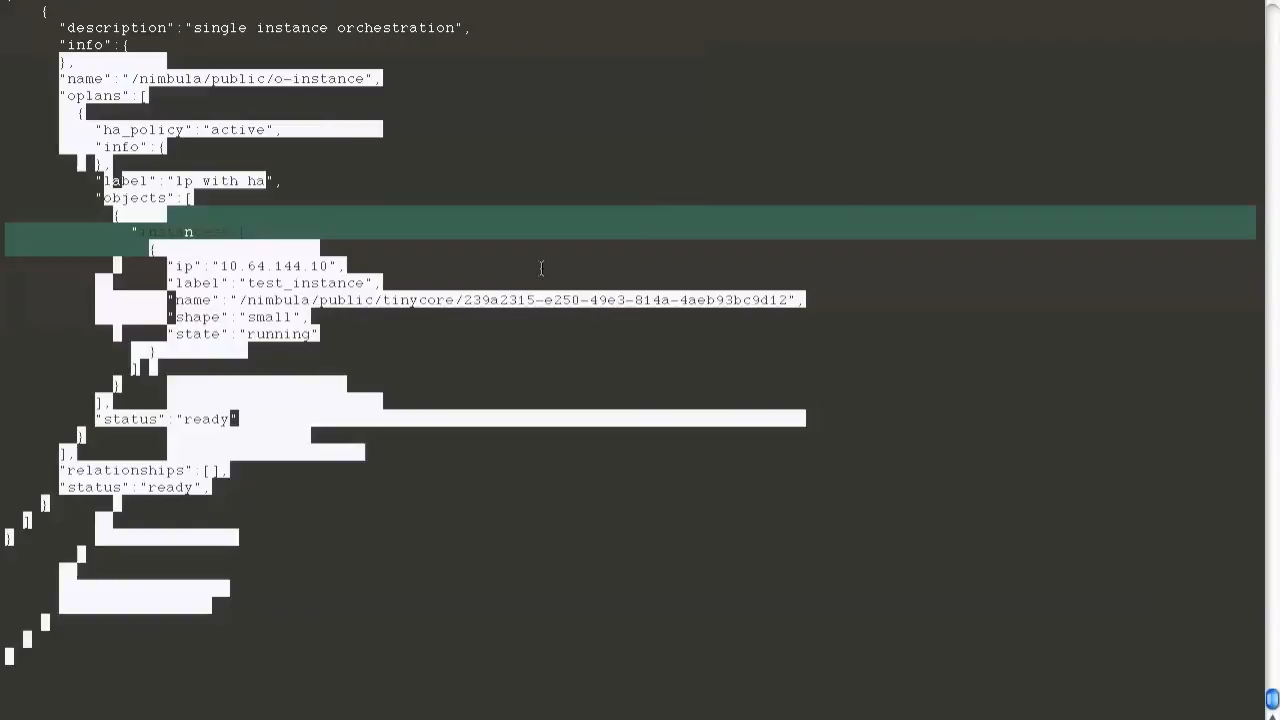 {
"description":"single instance orchestration",
"info":{
},
"name":"/nimbula/public/o-instance",
"oplans":[
{
"ha_policy":"active",
"info":{
},
"label":"lp with ha",
"objects":[
{
"instances":[
{
"ip":"10.64.144.10",
"label":"test_instance",
"name":"/nimbula/public/tinycore/239a2315-e250-49e3-814a-4aeb93bc9d12",
"shape":"small",
"state":"running"
}
]
}
],
"status":"ready"
}
],
"relationships":[],
"status":"ready",
}
]
}